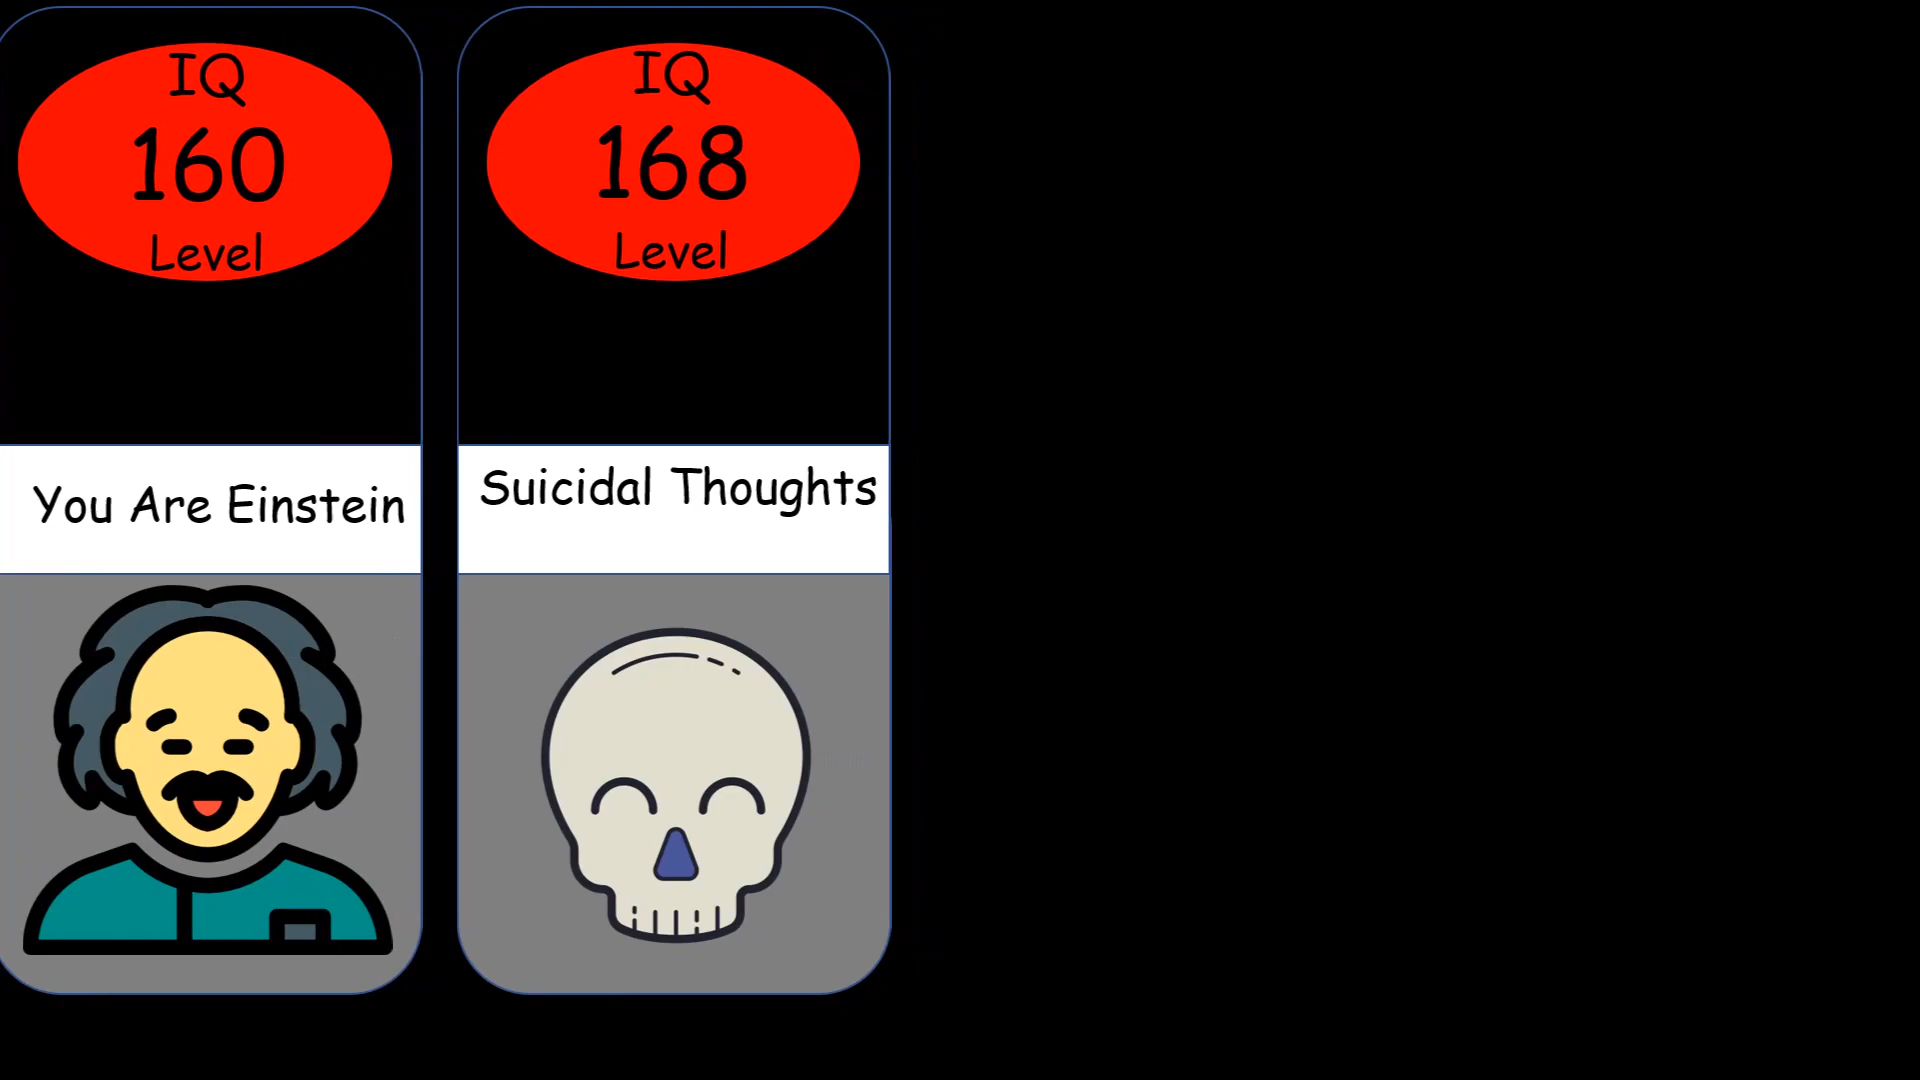 IQ
160
Level
You Are Einstein
IQ
168
Level
Suicidal Thoughts